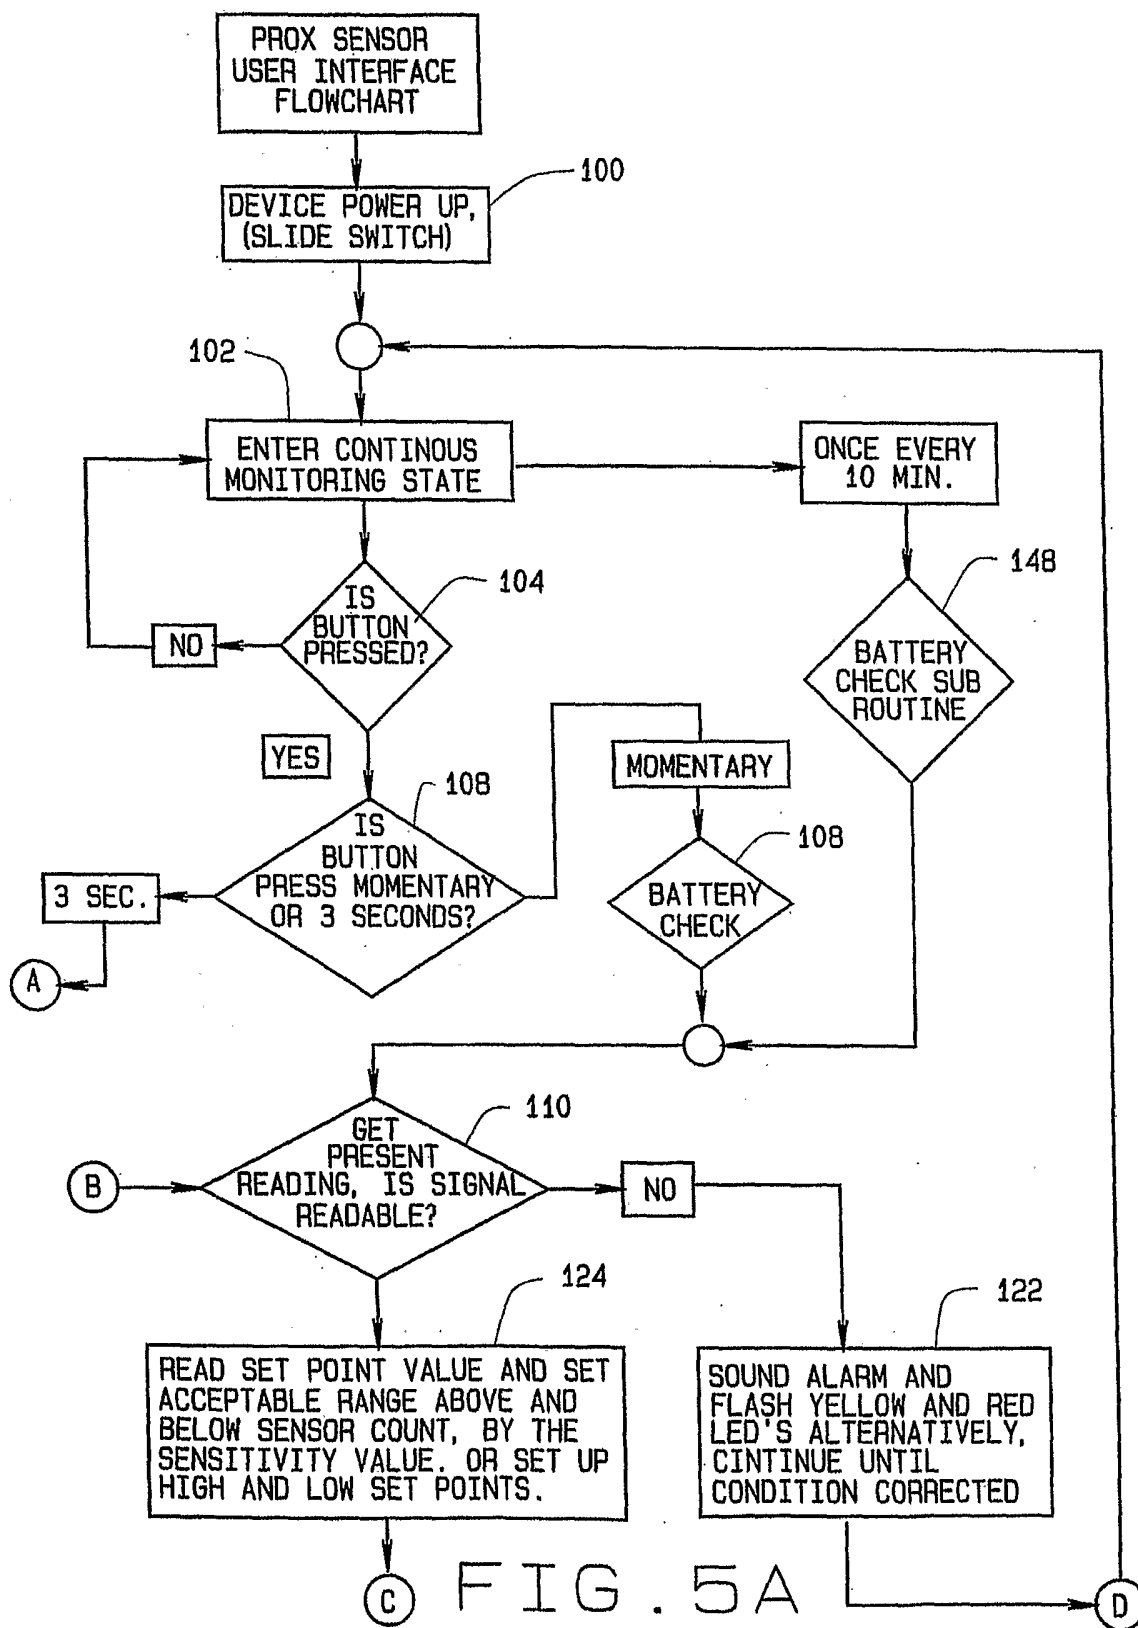 PROX SENSOR
USER INTERFACE
FLOWCHART
100
DEVICE POWER UP,
(SLIDE SWITCH)
102
ENTER CONTINOUS
MONITORING STATE
ONCE EVERY
10 MIN.
104
IS
BUTTON
PRESSED?
NO
148
BATTERY
CHECK SUB
ROUTINE
YES
MOMENTARY
108
IS
BUTTON
PRESS MOMENTARY
OR 3 SECONDS?
3 SEC.
A
108
BATTERY
CHECK
110
GET
PRESENT
READING, IS SIGNAL
READABLE?
B
NO
124
READ SET POINT VALUE AND SET
ACCEPTABLE RANGE ABOVE AND
BELOW SENSOR COUNT, BY THE
SENSITIVITY VALUE. OR SET UP
HIGH AND LOW SET POINTS.
122
SOUND ALARM AND
FLASH YELLOW AND RED
LED'S ALTERNATIVELY,
CINTINUE UNTIL
CONDITION CORRECTED
C
FIG. 5A
D